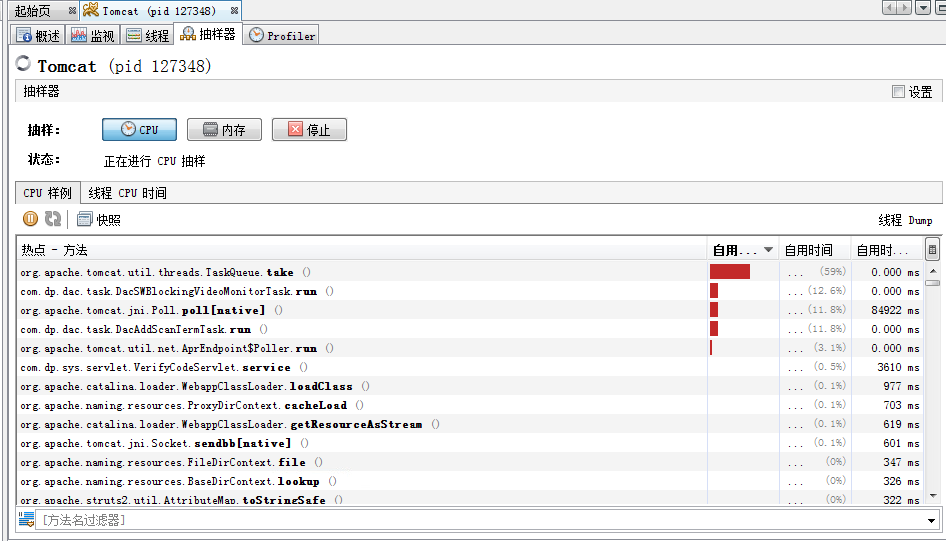 起始页 Tomcat (pid 127348)
概述 监视 线程 抽样器 Profiler
Tomcat (pid 127348)
抽样器 设置
抽样: CPU 内存 停止
状态: 正在进行 CPU 抽样
CPU 样例 线程 CPU 时间
快照 线程 Dump
热点 - 方法 自用... 自用时间 自用时...
org.apache.tomcat.util.threads.TaskQueue.take () ... (59%) 0.000 ms
com.dp.dac.task.DacSWBlockingVideoMonitorTask.run () ... (12.6%) 0.000 ms
org.apache.tomcat.jni.Poll.poll[native] () ... (11.8%) 84922 ms
com.dp.dac.task.DacAddScanTermTask.run () ... (11.8%) 0.000 ms
org.apache.tomcat.util.net.AprEndpoint$Poller.run () ... (3.1%) 0.000 ms
com.dp.sys.servlet.VerifyCodeServlet.service () ... (0.5%) 3610 ms
org.apache.catalina.loader.WebappClassLoader.loadClass () ... (0.1%) 977 ms
org.apache.naming.resources.ProxyDirContext.cacheLoad () ... (0.1%) 703 ms
org.apache.catalina.loader.WebappClassLoader.getResourceAsStream () ... (0.1%) 619 ms
org.apache.tomcat.jni.Socket.sendbb[native] () ... (0.1%) 601 ms
org.apache.naming.resources.FileDirContext.file () ... (0%) 347 ms
org.apache.naming.resources.BaseDirContext.lookup () ... (0%) 326 ms
org.apache.struts2.util.AttributeMap.toStringSafe () ... (0%) 322 ms
[方法名过滤器]